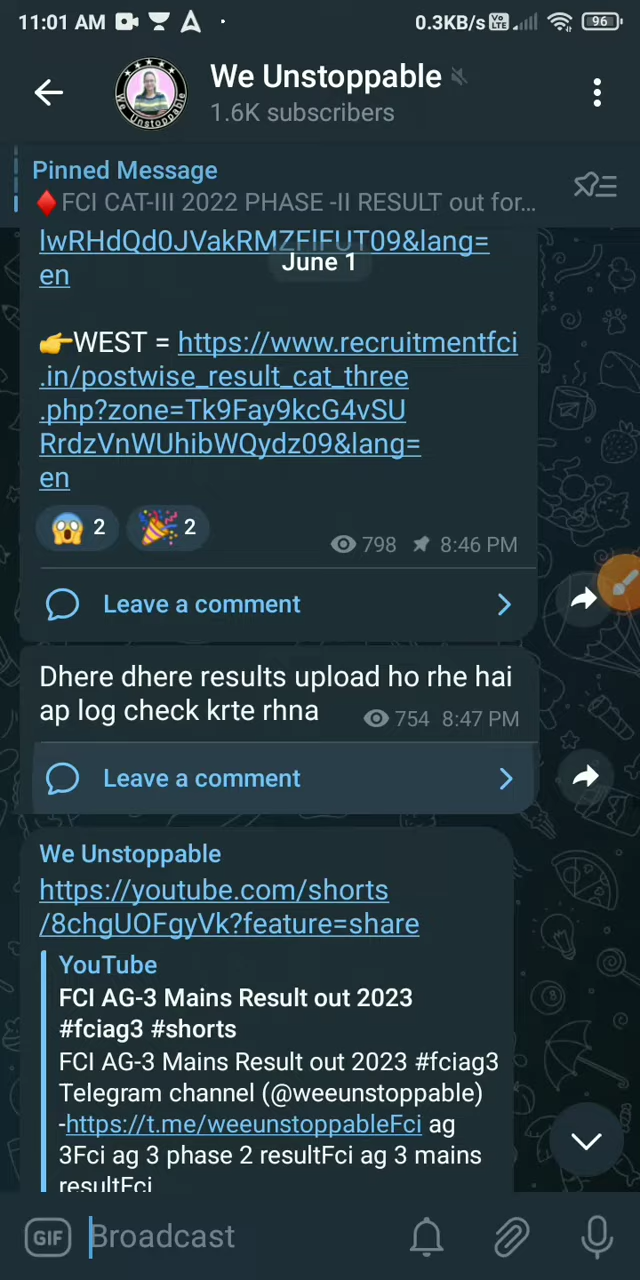 11:01 AM
0.3KB/s Vo LTE 96
We Unstoppable
1.6K subscribers
We Unstoppable
Pinned Message
♦️FCI CAT-III 2022 PHASE -II RESULT out for...
lwRHdQd0JVakRMZFlFUT09&lang=
en
June 1
👉WEST = https://www.recruitmentfci
.in/postwise_result_cat_three
.php?zone=Tk9Fay9kcG4vSU
RrdzVnWUhibWQydz09&lang=
en
😱 2 🎉 2
798 8:46 PM
Leave a comment
Dhere dhere results upload ho rhe hai
ap log check krte rhna 754 8:47 PM
Leave a comment
We Unstoppable
https://youtube.com/shorts
/8chgUOFgyVk?feature=share
YouTube
FCI AG-3 Mains Result out 2023
#fciag3 #shorts
FCI AG-3 Mains Result out 2023 #fciag3
Telegram channel (@weeunstoppable)
-https://t.me/weeunstoppableFci ag
3Fci ag 3 phase 2 resultFci ag 3 mains
resultFci
GIF Broadcast